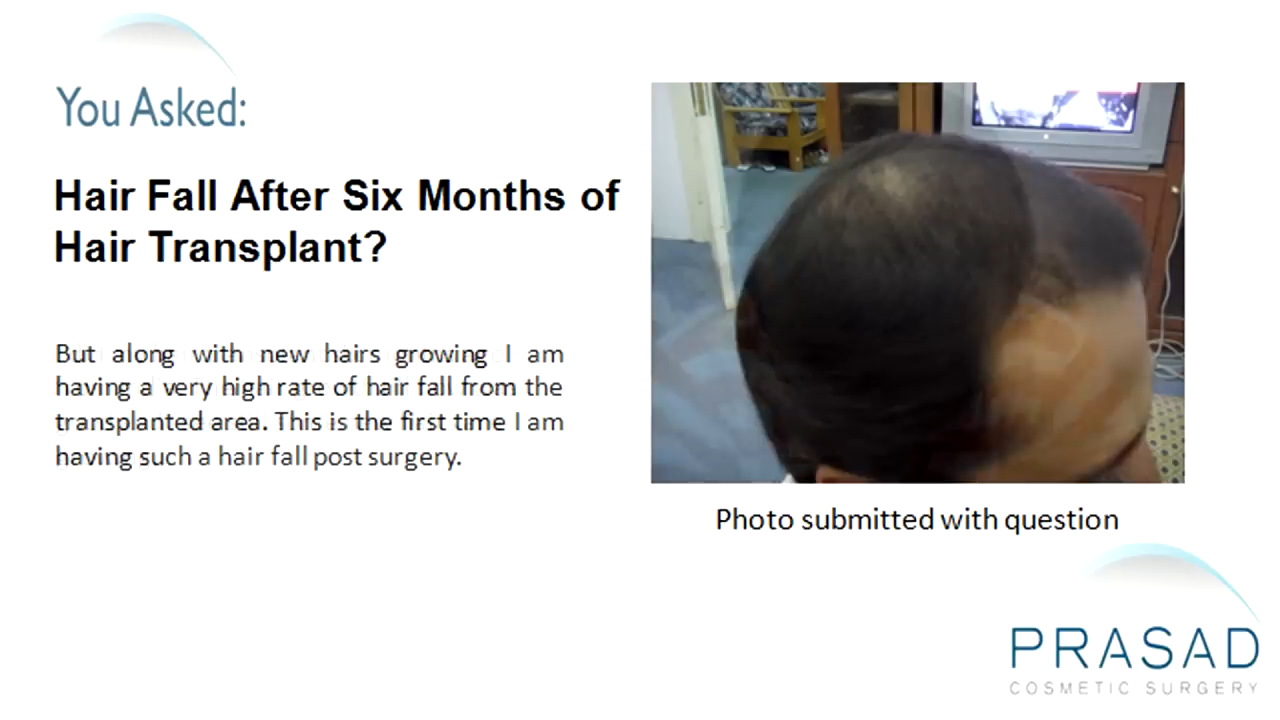 You Asked:
Hair Fall After Six Months of
Hair Transplant?
But along with new hairs growing I am
having a very high rate of hair fall from the
transplanted area. This is the first time I am
having such a hair fall post surgery.
Photo submitted with question
PRASAD
COSMETIC SURGERY